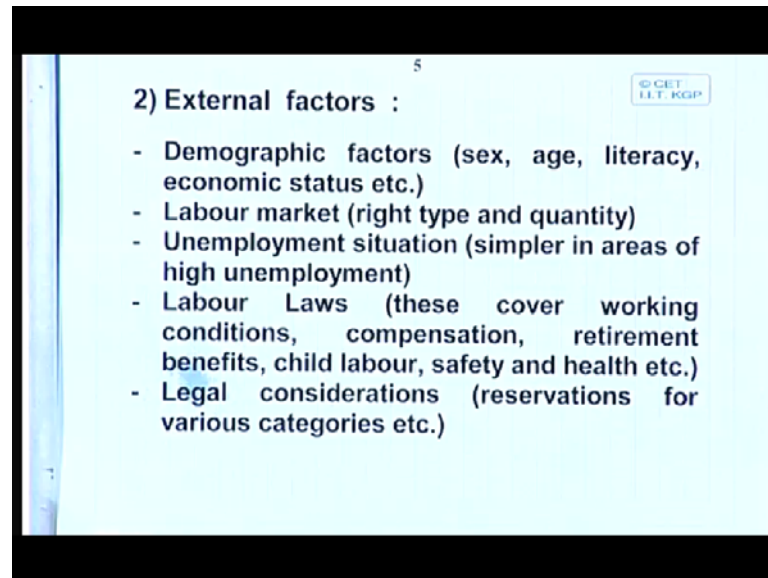 5
© CET
I.I.T. KGP
2) External factors :
- Demographic factors (sex, age, literacy,
economic status etc.)
- Labour market (right type and quantity)
- Unemployment situation (simpler in areas of
high unemployment)
- Labour Laws (these cover working
conditions, compensation, retirement
benefits, child labour, safety and health etc.)
- Legal considerations (reservations for
various categories etc.)